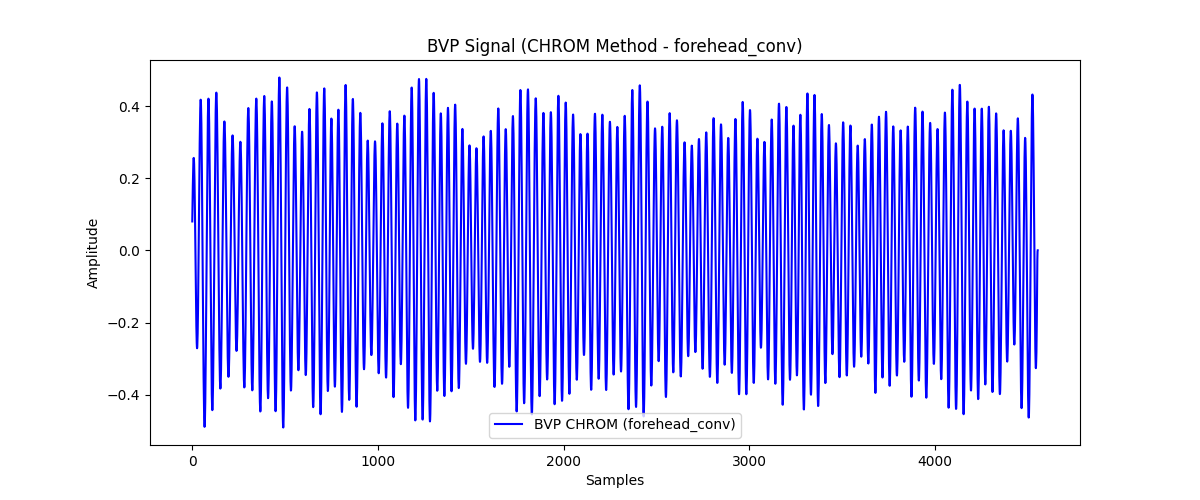 BVP Signal (CHROM Method - forehead_conv)
Amplitude
0.4
0.2
0.0
−0.2
−0.4
BVP CHROM (forehead_conv)
0 1000 2000 3000 4000
Samples